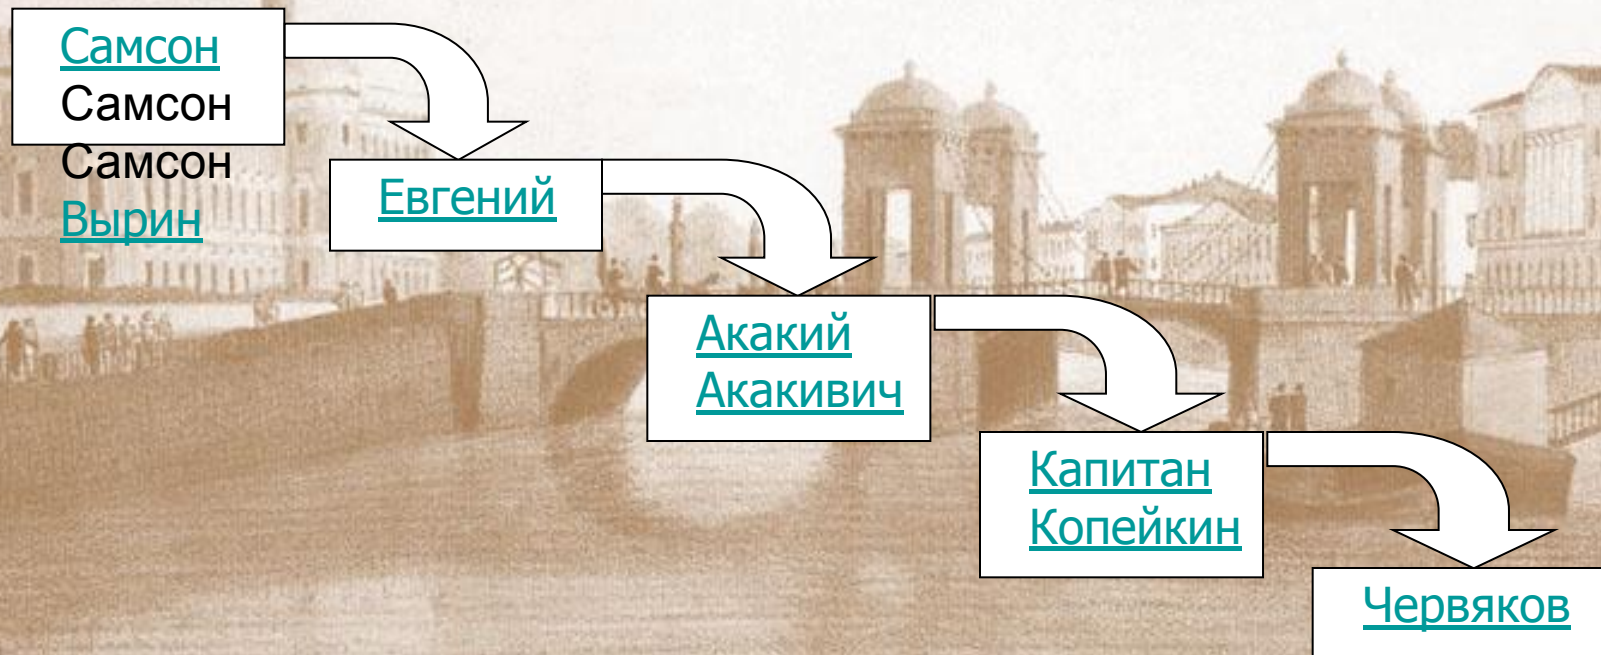 Самсон
Самсон
Самсон
Вырин
Евгений
Акакий
Акакивич
Капитан
Копейкин
Червяков